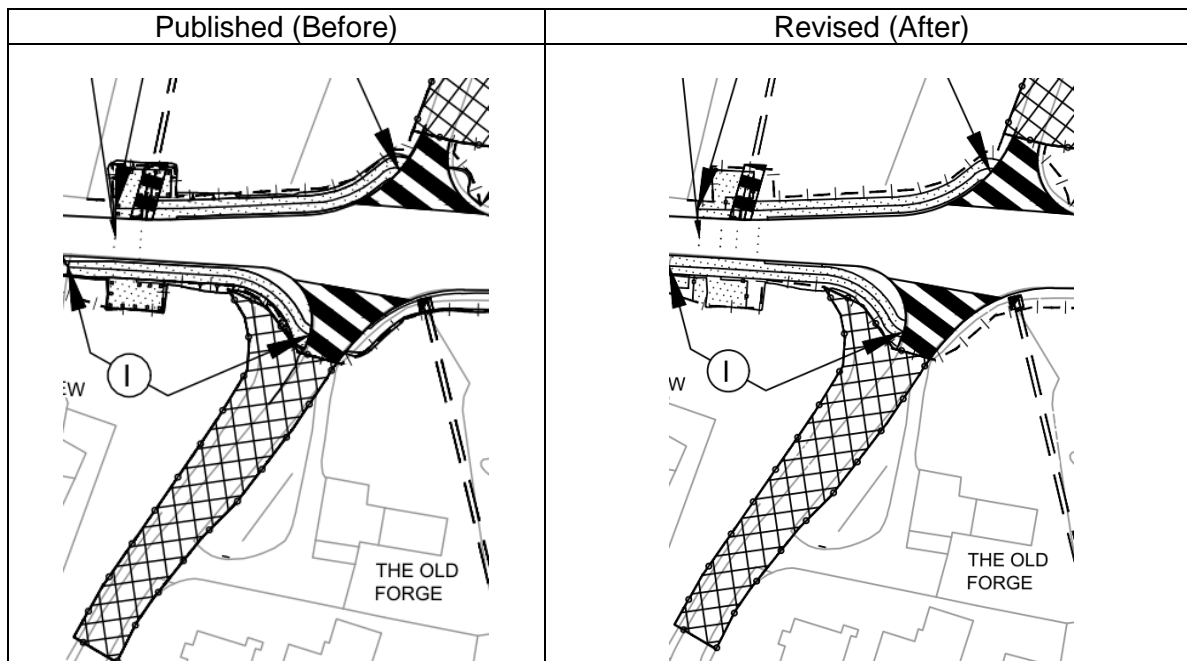 Published (Before)
Revised (After)
I
EW
THE OLD
FORGE
I
W
THE OLD
FORGE